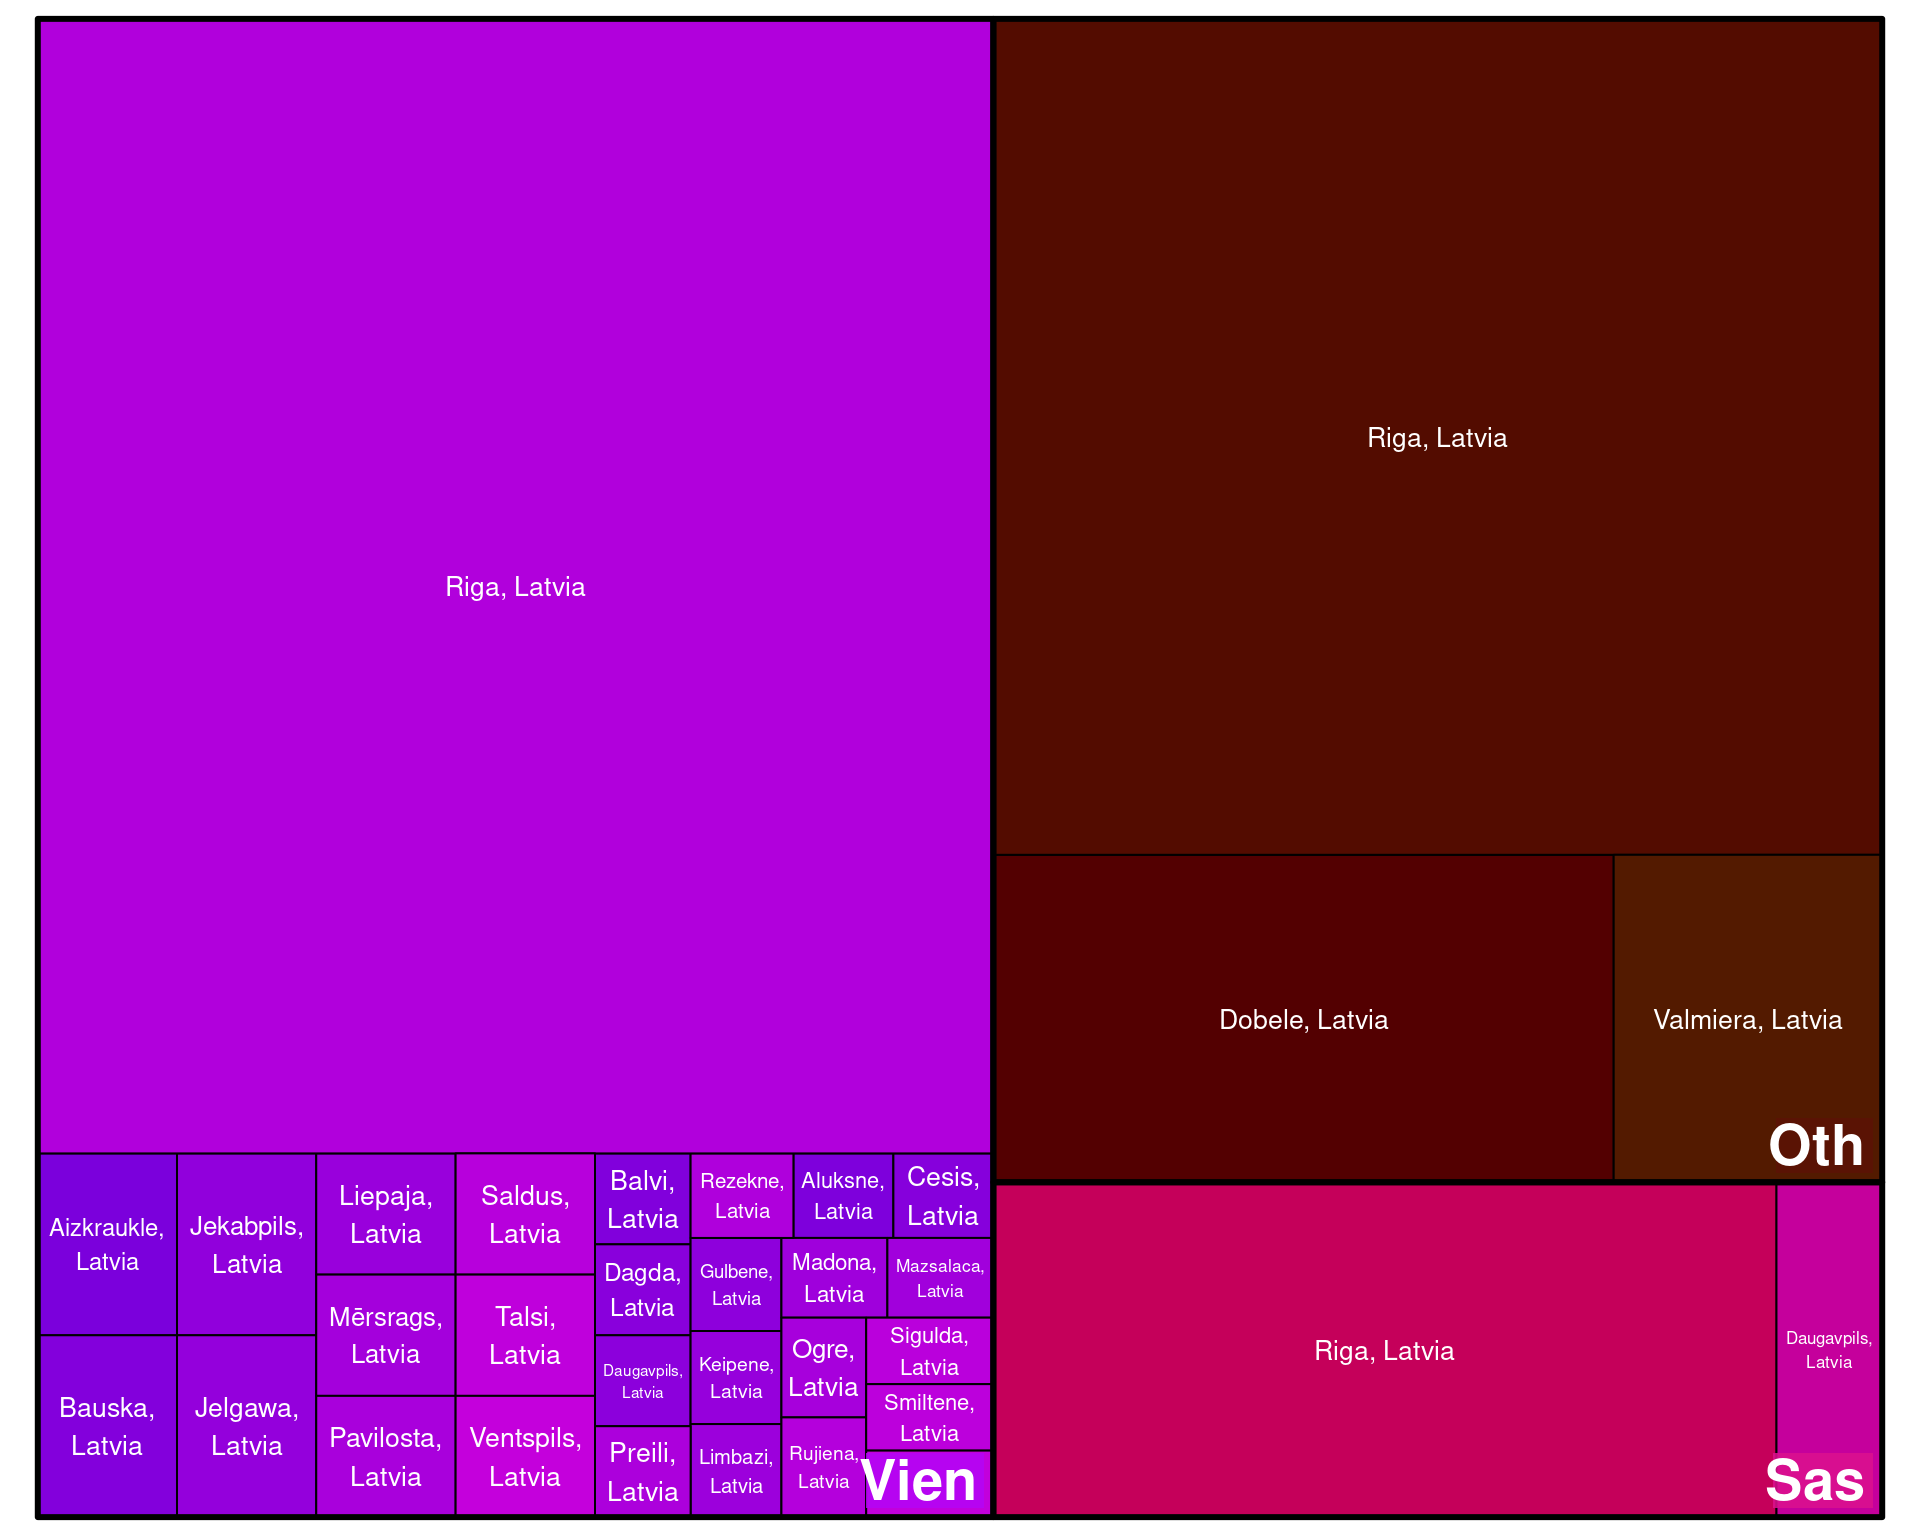 Riga, Latvia
Aizkraukle,
Latvia
Bauska,
Latvia
Jekabpils,
Latvia
Jelgawa,
Latvia
Liepaja,
Latvia
Mērsrags,
Latvia
Pavilosta,
Latvia
Saldus,
Latvia
Talsi,
Latvia
Ventspils,
Latvia
Balvi,
Latvia
Dagda,
Latvia
Daugavpils,
Latvia
Preili,
Latvia
Rezekne,
Latvia
Aluksne,
Latvia
Cesis,
Latvia
Gulbene,
Latvia
Keipene,
Latvia
Limbazi,
Latvia
Madona,
Latvia
Mazsalaca,
Latvia
Ogre,
Latvia
Rujiena,
Latvia
Sigulda,
Latvia
Smiltene,
Latvia
Vien
Riga, Latvia
Dobele, Latvia
Valmiera, Latvia
Oth
Riga, Latvia
Daugavpils,
Latvia
Sas